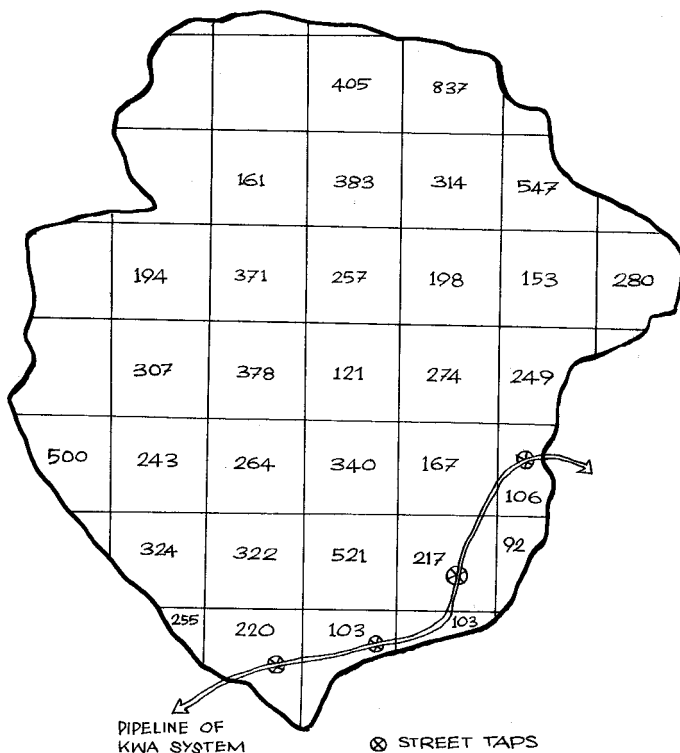 405 837
161 383 314 547
194 371 257 198 153 280
307 378 121 274 249
500 243 264 340 167
106
324 322 521 217 92
255 220 103 103
PIPELINE OF
KWA SYSTEM
STREET TAPS